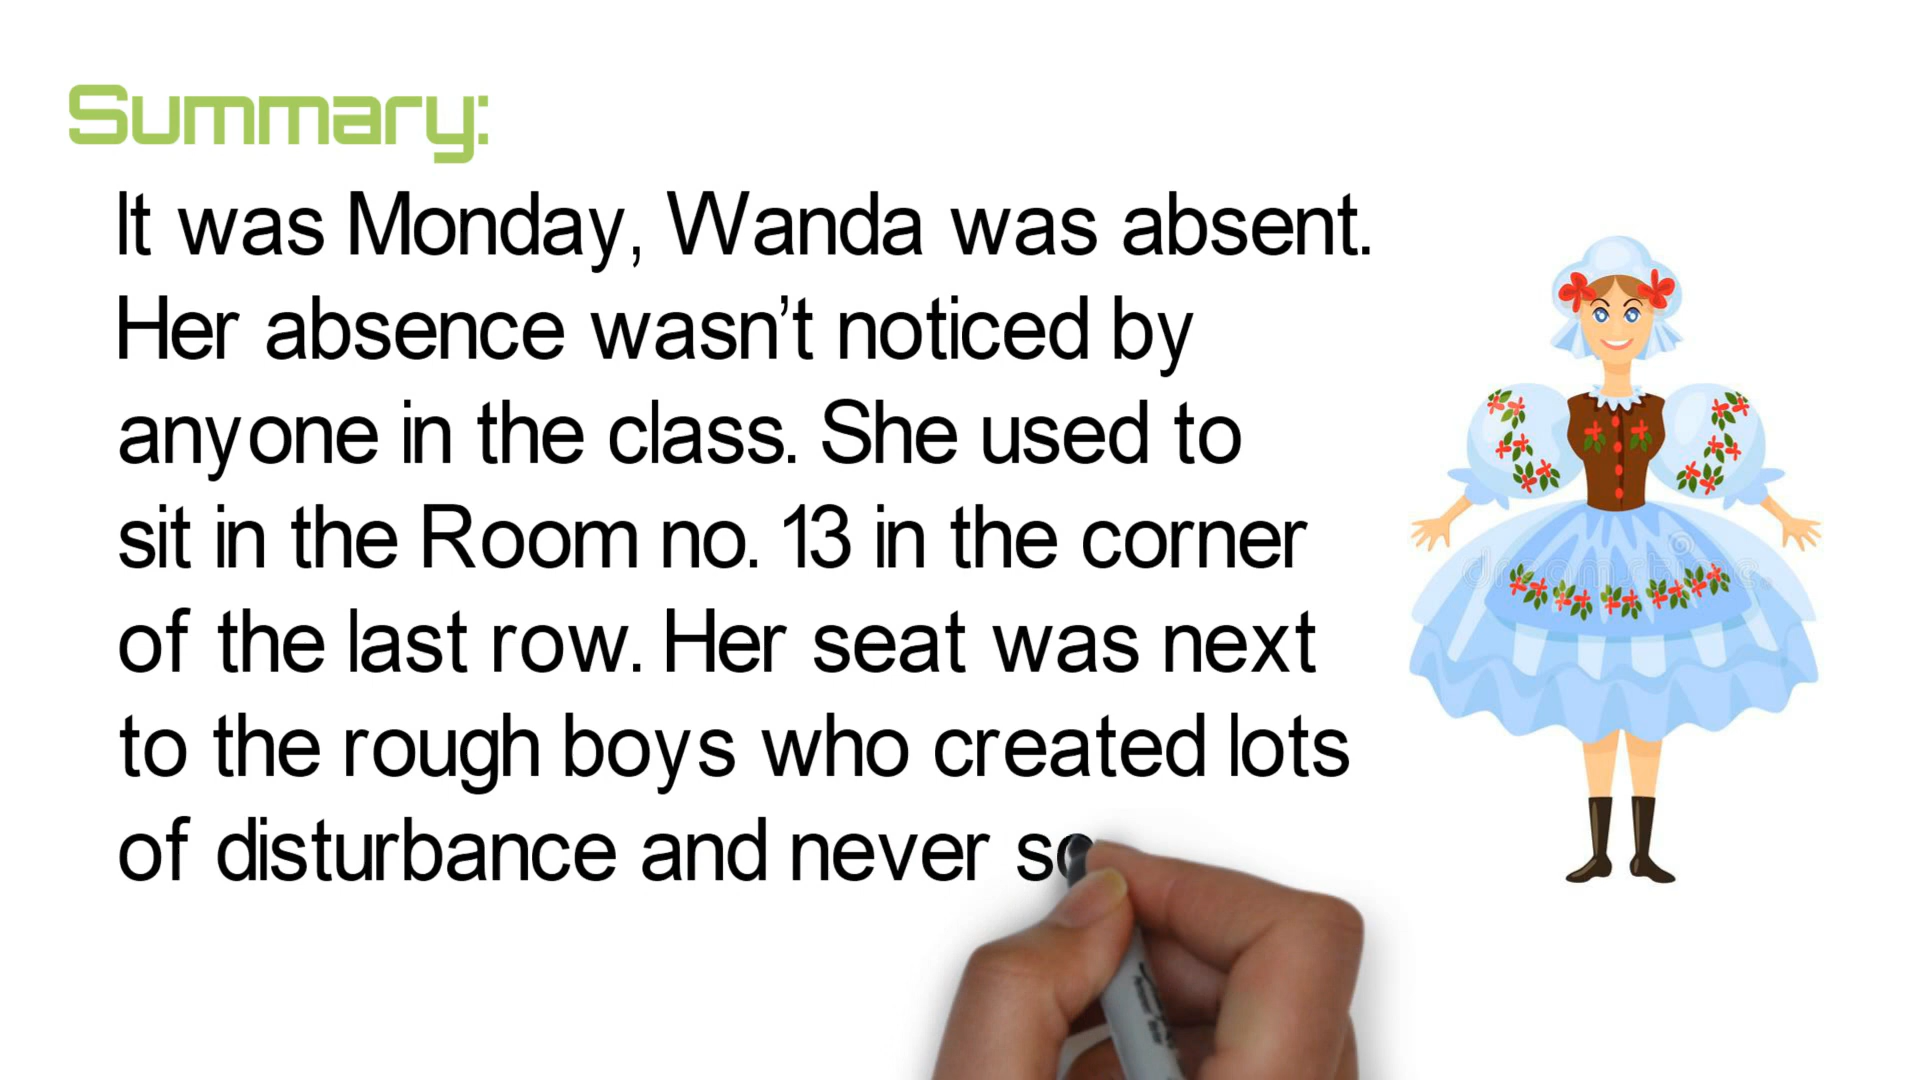 Summary:
It was Monday, Wanda was absent.
Her absence wasn't noticed by
anyone in the class. She used to
sit in the Room no. 13 in the corner
of the last row. Her seat was next
to the rough boys who created lots
of disturbance and never
dreamstime.